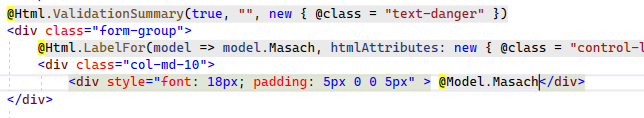 @Html.ValidationSummary(true, "", new { @class = "text-danger" })
<div class="form-group">
@Html.LabelFor(model => model.Masach, htmlAttributes: new { @class = "control-l
<div class="col-md-10">
<div style="font: 18px; padding: 5px 0 0 5px" > @Model.Masach</div>
</div>